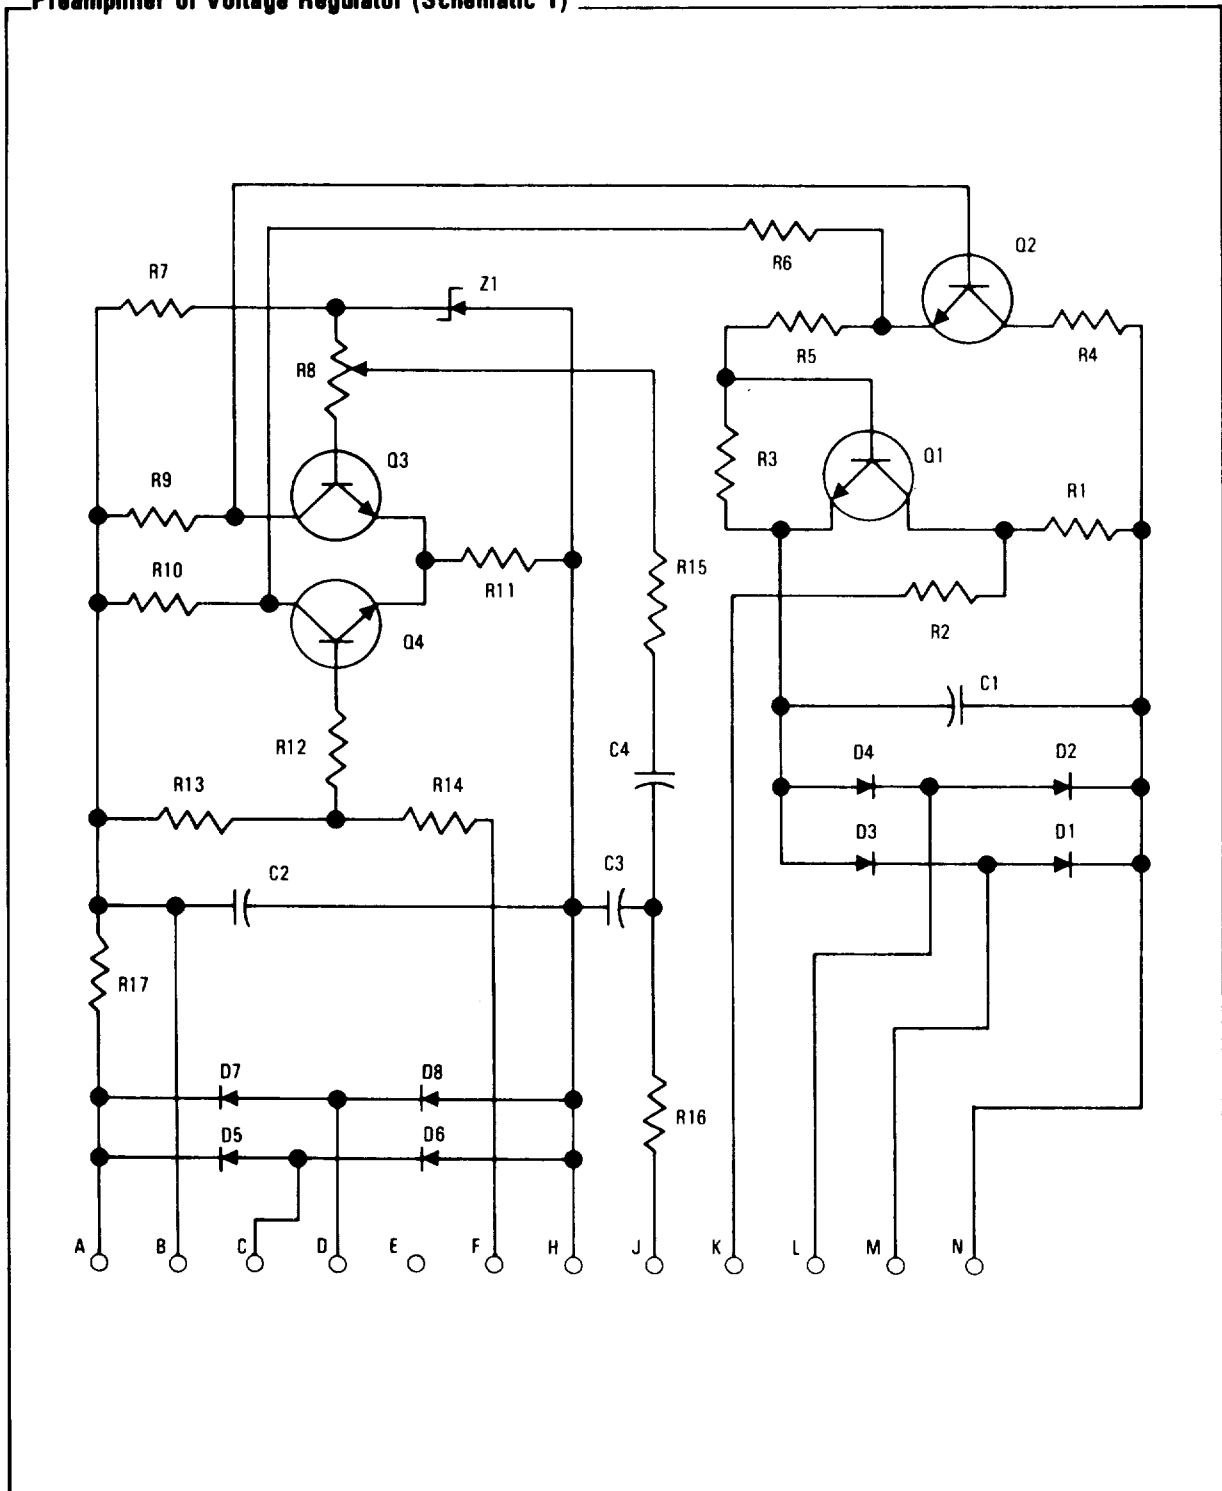 Preamplifier of Voltage Regulator (Schematic 1)
Q2
R6
R7
Z1
R5
R4
R8
Q3
R3
Q1
R9
R1
R10
R11
R15
Q4
R2
C1
R12
C4
D4
D2
R13
R14
D3
D1
C2
C3
R17
D7
D8
R16
D5
D6
A B C D E F H J K L M N